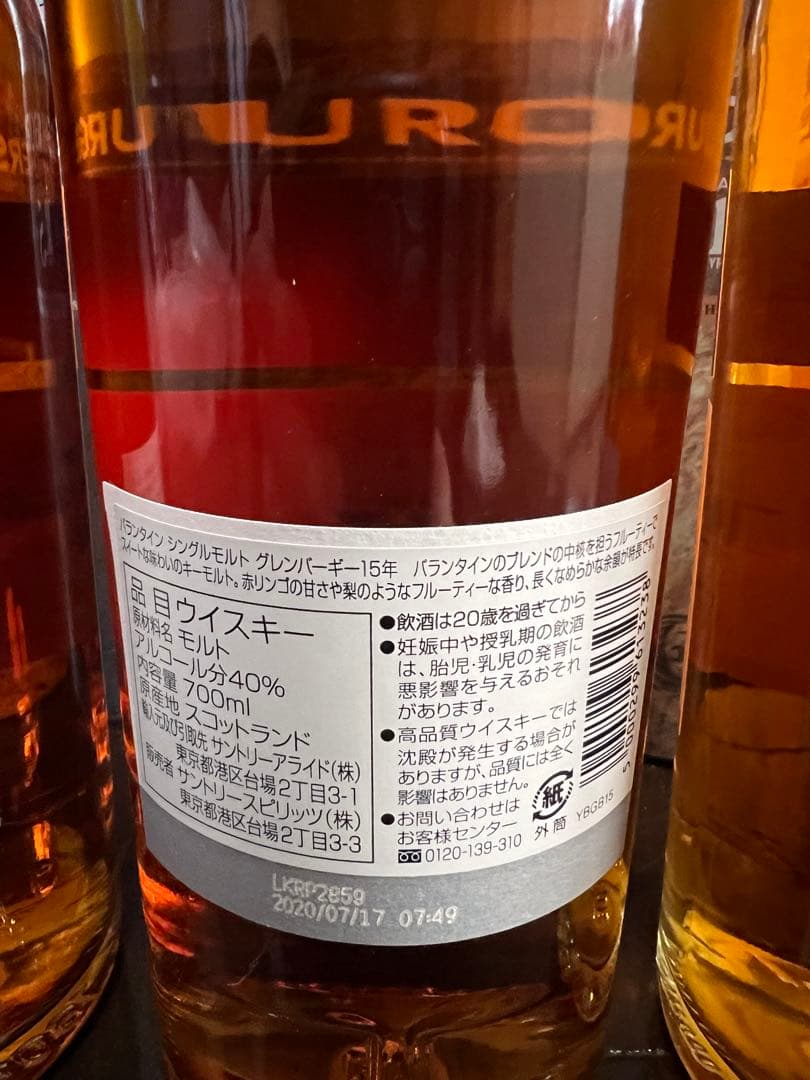 バランタイン シングルモルト グレンバーギー15年　バランタインのブレンドの中核を担うフルーティーで
スイートな味わいのキーモルト。赤リンゴの甘さや梨のようなフルーティーな香り、長くなめらかな余韻が特長です。
品目 ウイスキー
原材料名 モルト
アルコール分40%
内容量 700ml
原産地 スコットランド
輸入元及び引取先 サントリーアライド(株)
東京都港区台場2丁目3-1
販売者 サントリースピリッツ(株)
東京都港区台場2丁目3-3
●飲酒は20歳を過ぎてから
●妊娠中や授乳期の飲酒
は、胎児・乳児の発育に
悪影響を与えるおそれ
があります。
●高品質ウイスキーでは
沈殿が発生する場合が
ありますが、品質には全く
影響はありません。
●お問い合わせは
お客様センター
0120-139-310
紙
外筒
YBGB15
LKRP2859
2020/07/17 07:49